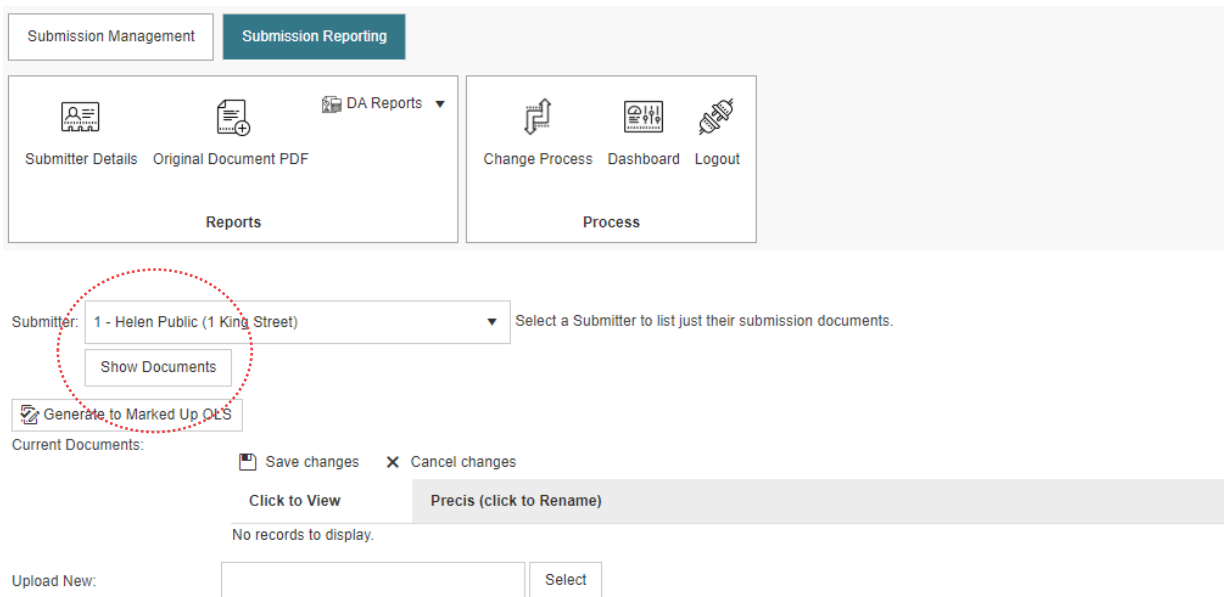 Submission Management Submission Reporting
DA Reports
Submitter Details Original Document PDF Change Process Dashboard Logout
Reports Process
Submitter: 1 - Helen Public (1 King Street) Select a Submitter to list just their submission documents.
Show Documents
Generate to Marked Up OLS
Current Documents:
Save changes Cancel changes
Click to View Precis (click to Rename)
No records to display.
Upload New: Select